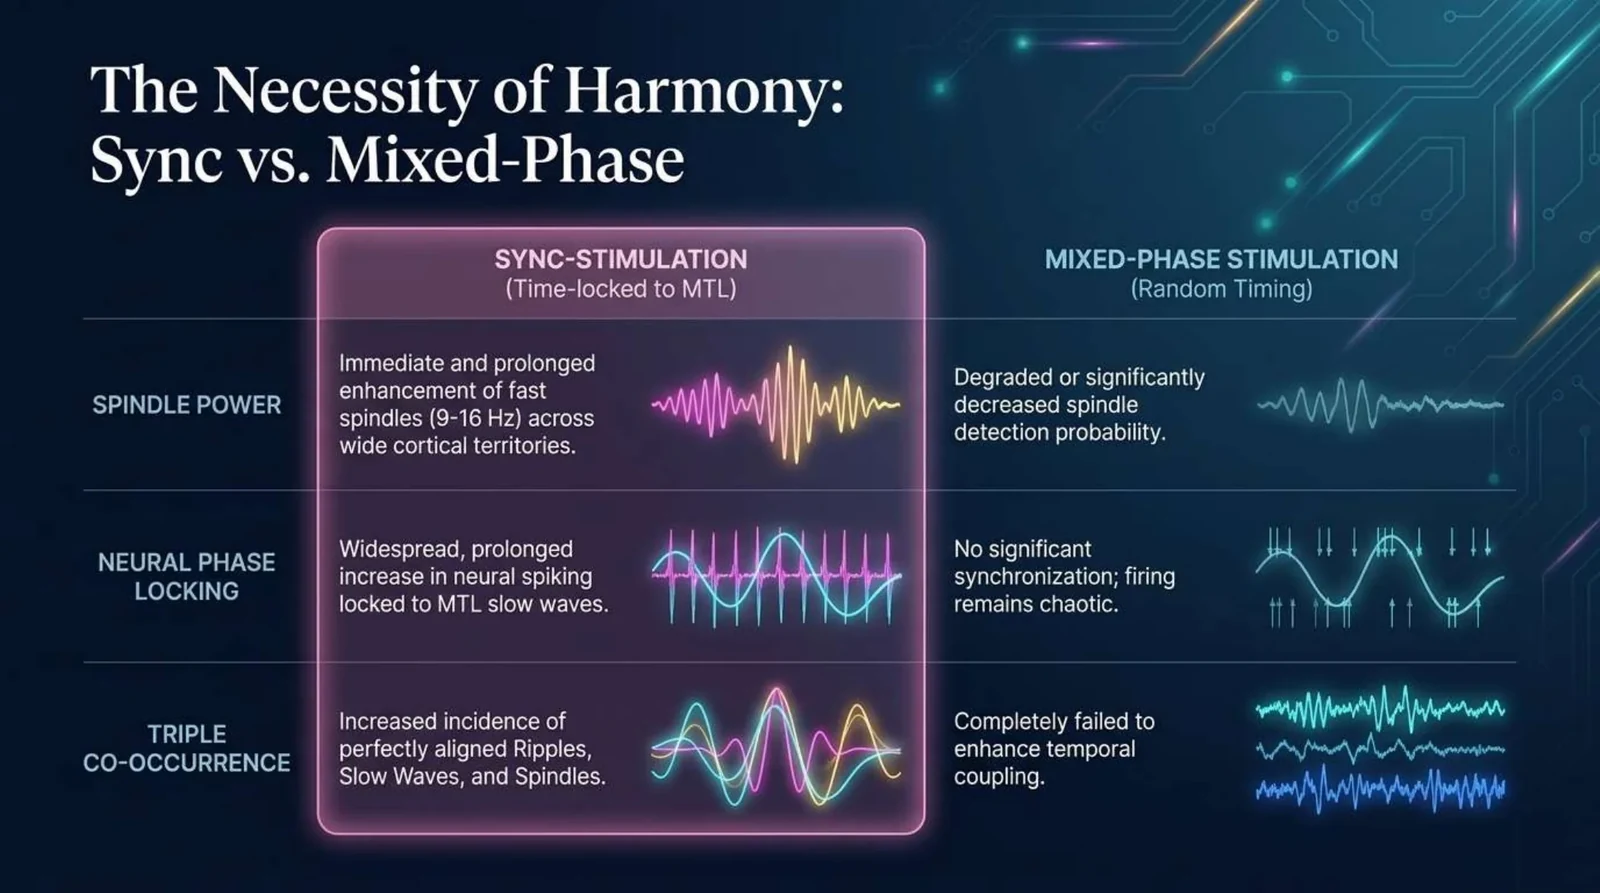 The Necessity of Harmony:
Sync vs. Mixed-Phase
SYNC-STIMULATION
(Time-locked to MTL)
MIXED-PHASE STIMULATION
(Random Timing)
SPINDLE POWER
Immediate and prolonged
enhancement of fast
spindles (9-16 Hz) across
wide cortical territories.
Degraded or significantly
decreased spindle
detection probability.
NEURAL PHASE
LOCKING
Widespread, prolonged
increase in neural spiking
locked to MTL slow waves.
No significant
synchronization; firing
remains chaotic.
TRIPLE
CO-OCCURRENCE
Increased incidence of
perfectly aligned Ripples,
Slow Waves, and Spindles.
Completely failed to
enhance temporal
coupling.